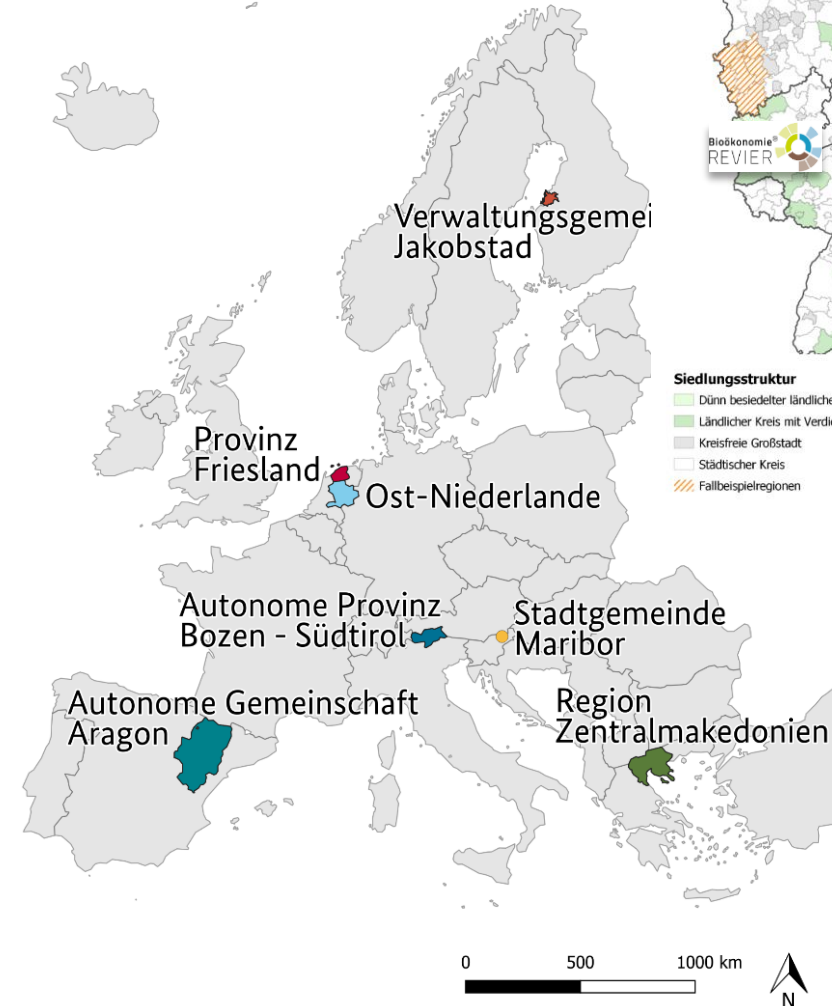 Bioökonomie®
REVIER
Verwaltungsgemei
Jakobstad
Siedlungsstruktur
Dünn besiedelter ländliche
Ländlicher Kreis mit Verdic
Kreisfreie Großstadt
Städtischer Kreis
Fallbeispielregionen
Provinz
Friesland
Ost-Niederlande
Autonome Provinz
Bozen - Südtirol
Stadtgemeinde
Maribor
Autonome Gemeinschaft
Aragon
Region
Zentralmakedonien
0 500 1000 km
N